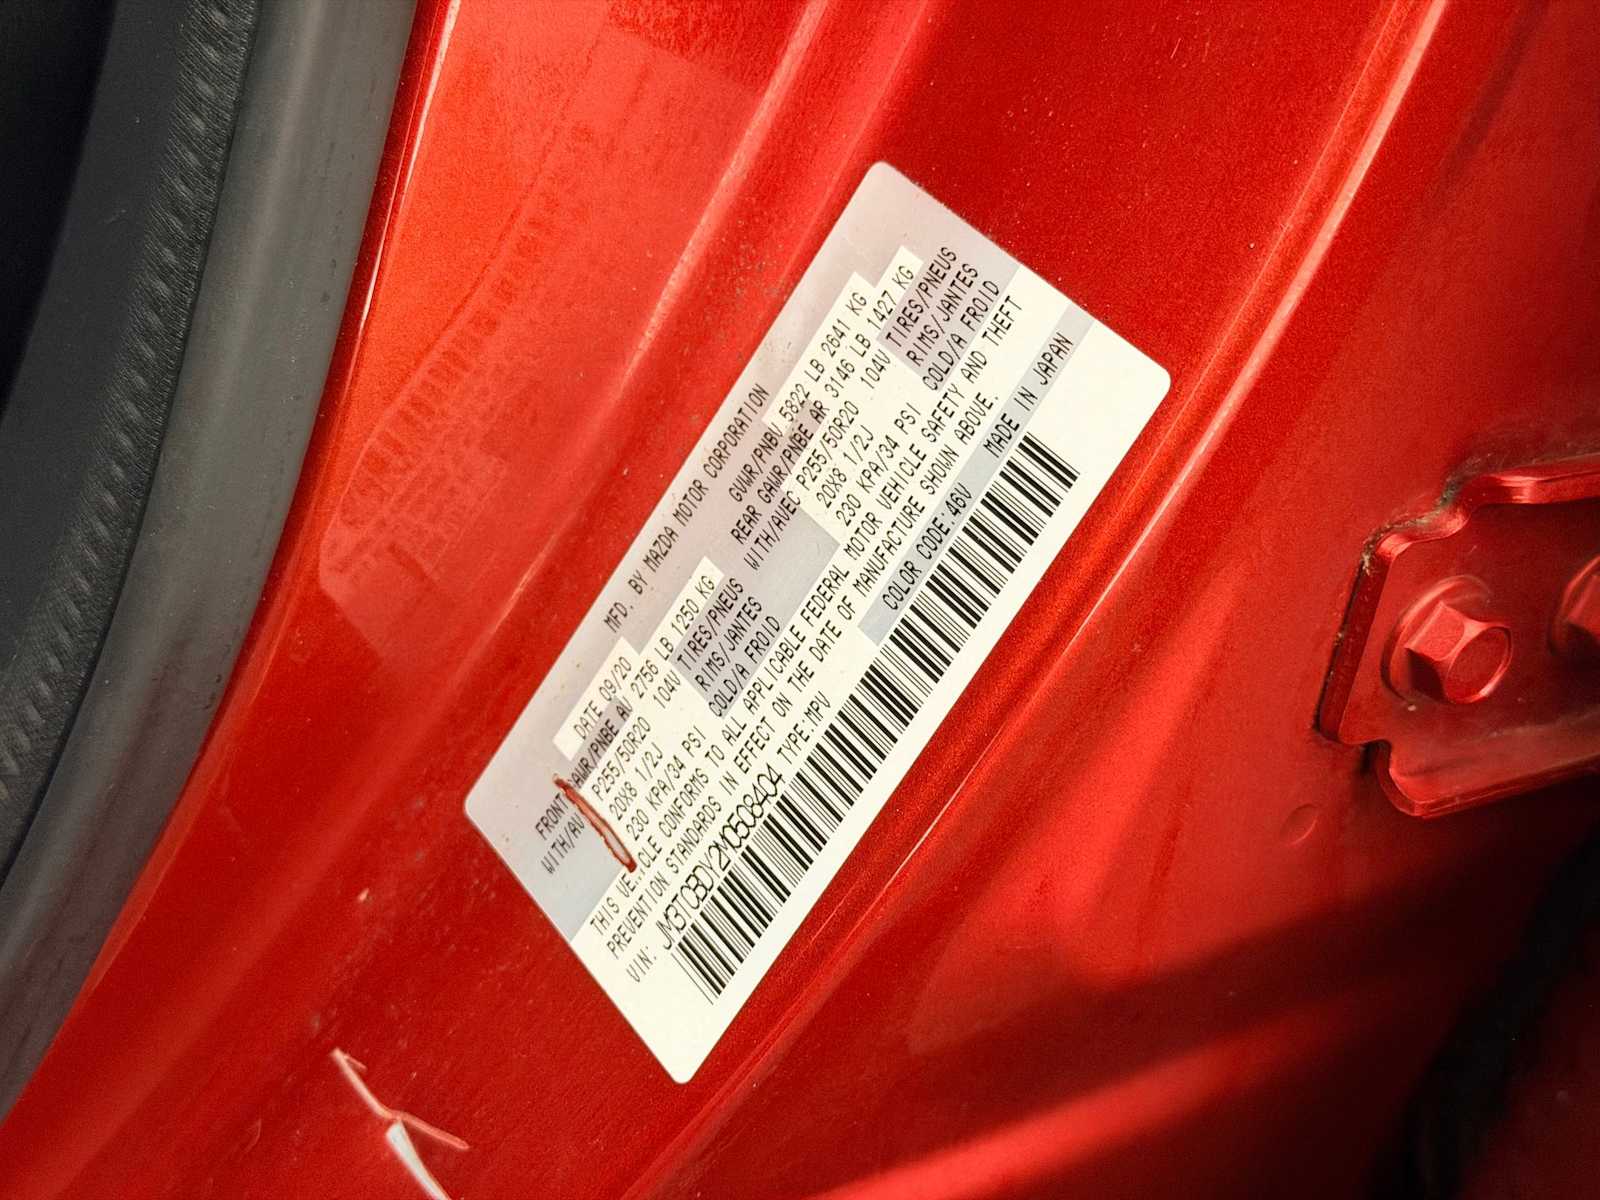 MFD. BY MAZDA MOTOR CORPORATION
DATE 09/20 GVWR/PNBV 5822 LB 2641 KG
FRONT GAWR/PNBE AV 2756 LB 1250 KG REAR GAWR/PNBE AR 3146 LB 1427 KG
WITH/AV P255/50R20 104V TIRES/PNEUS WITH/AVEC P255/50R20 104V TIRES/PNEUS
20X8 1/2J RIMS/JANTES 20X8 1/2J RIMS/JANTES
230 KPA/34 PSI COLD/A FROID 230 KPA/34 PSI COLD/A FROID
THIS VEHICLE CONFORMS TO ALL APPLICABLE FEDERAL MOTOR VEHICLE SAFETY AND THEFT
PREVENTION STANDARDS IN EFFECT ON THE DATE OF MANUFACTURE SHOWN ABOVE.
VIN: JM3TCBDY2M0508404 TYPE:MPV COLOR CODE:46V MADE IN JAPAN